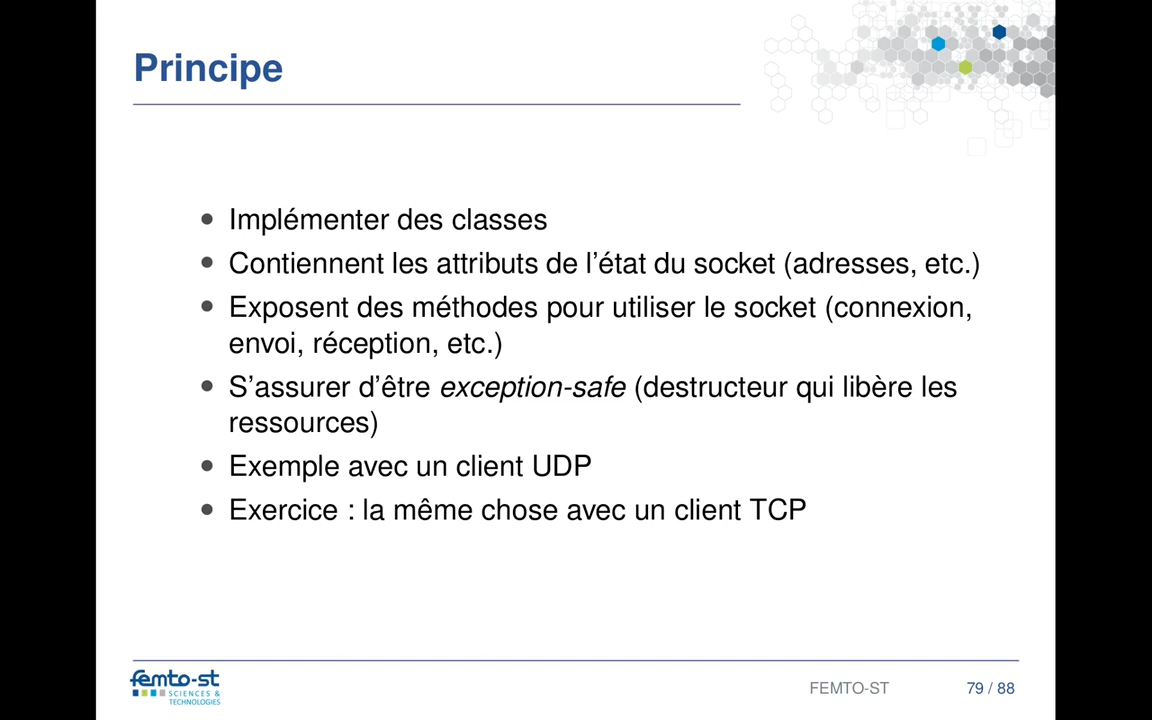 Principe
Implémenter des classes
Contiennent les attributs de l'état du socket (adresses, etc.)
Exposent des méthodes pour utiliser le socket (connexion,
envoi, réception, etc.)
S'assurer d'être exception-safe (destructeur qui libère les
ressources)
Exemple avec un client UDP
Exercice : la même chose avec un client TCP
femto-st
SCIENCES &
TECHNOLOGIES
FEMTO-ST
79 / 88